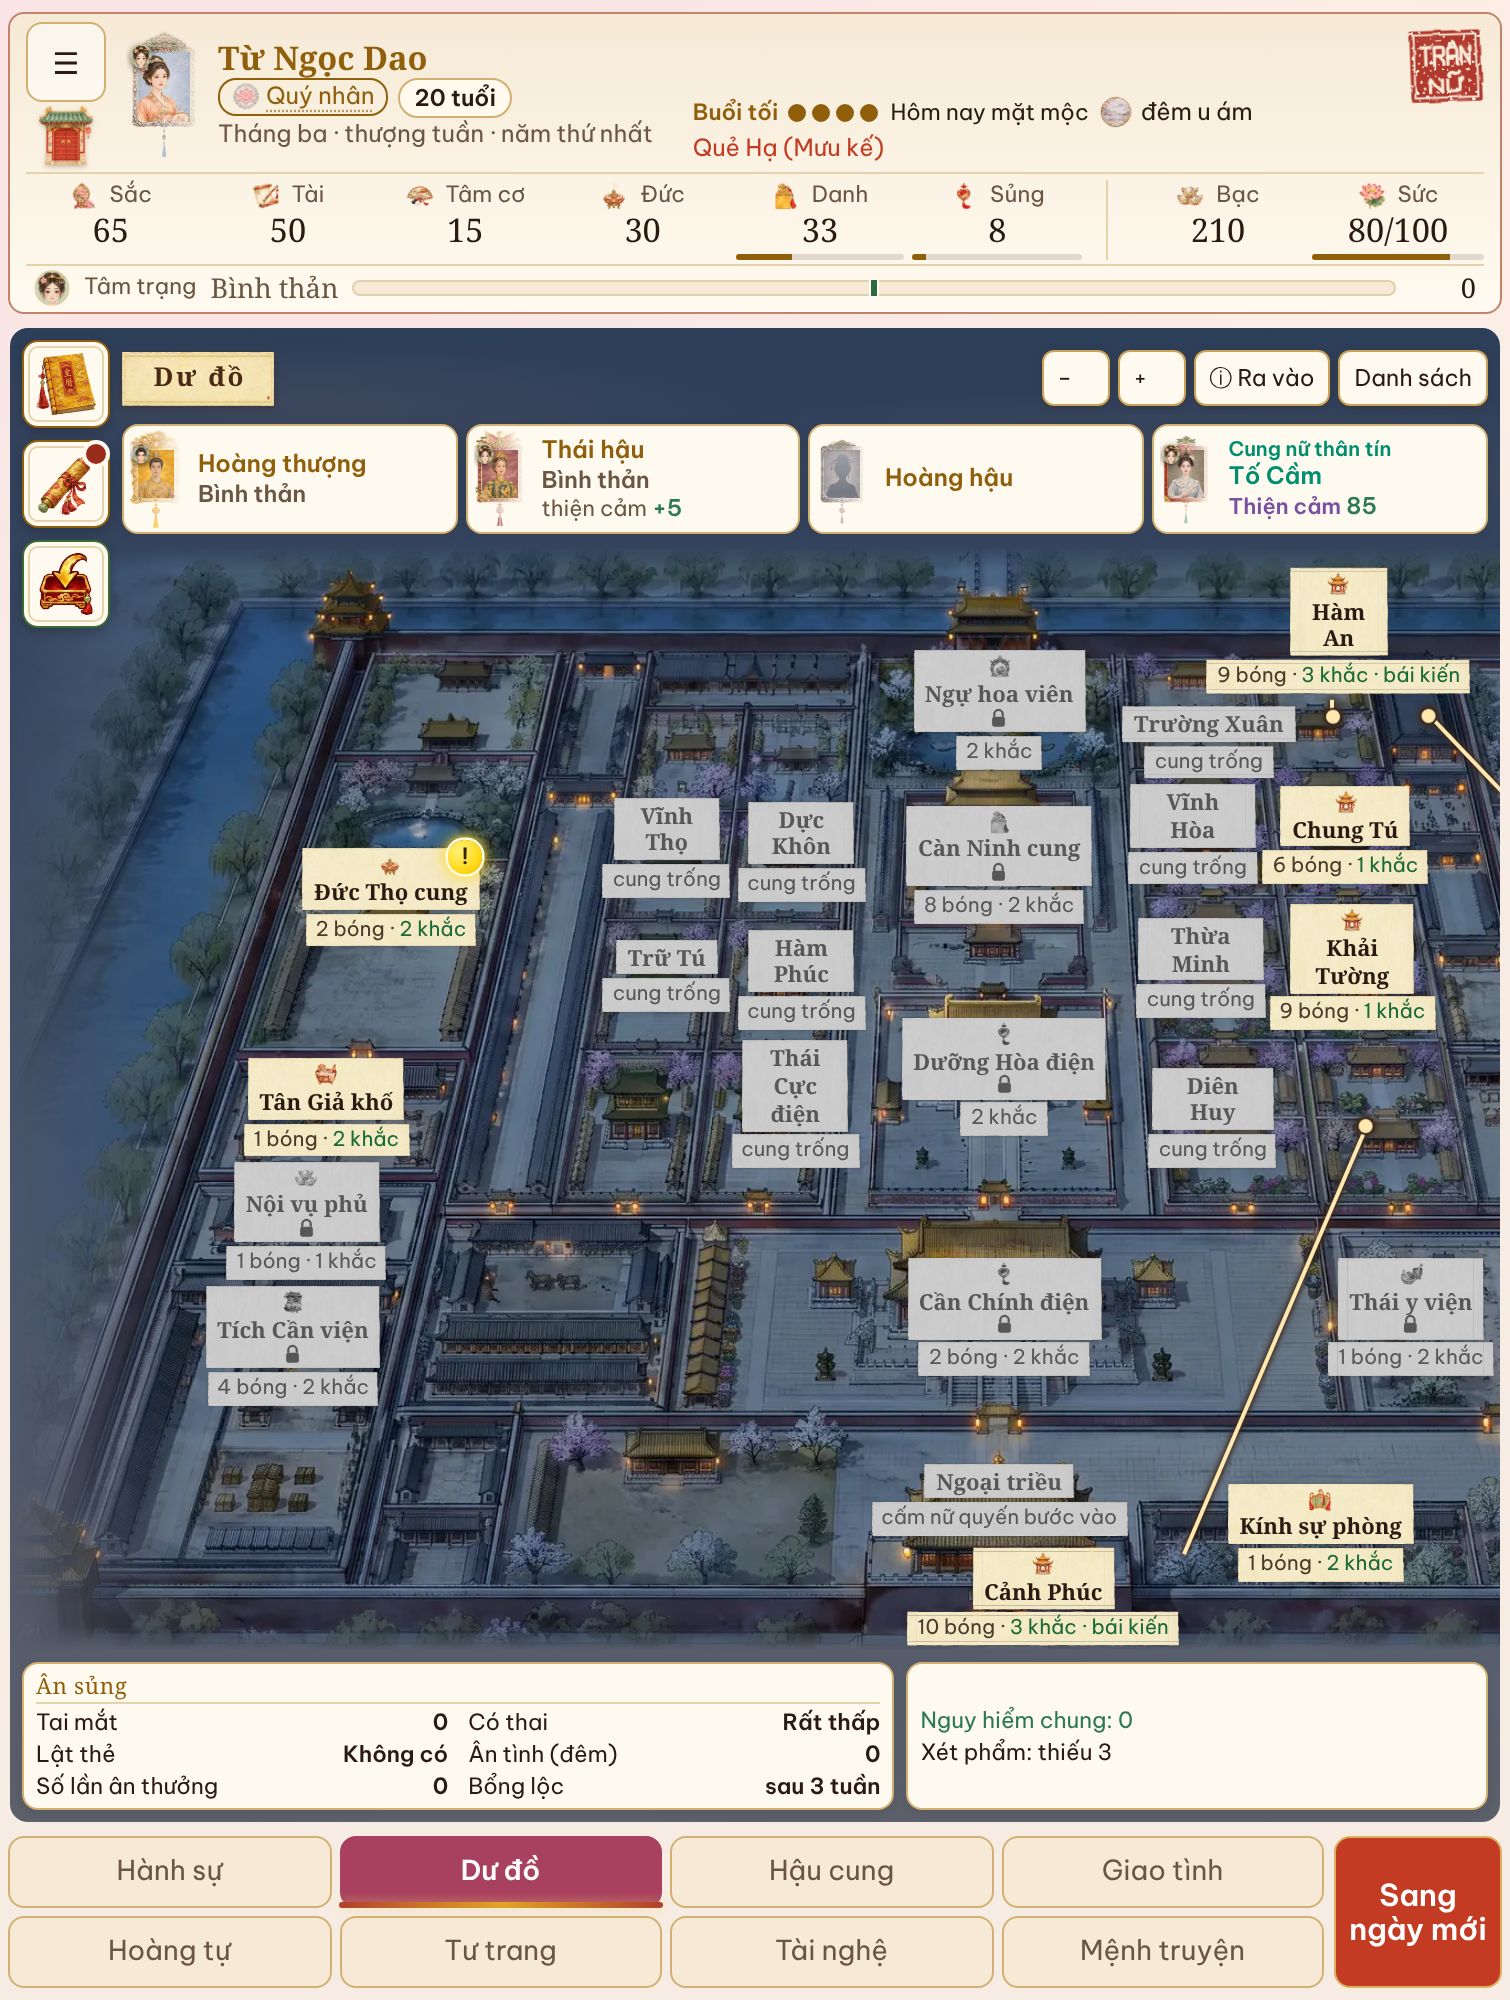 ☰
Từ Ngọc Dao
Quý nhân
20 tuổi
Tháng ba · thượng tuần · năm thứ nhất
Buổi tối
Hôm nay mặt mộc
đêm u ám
Quẻ Hạ (Mưu kế)
TRÂN NỮ
Sắc
65
Tài
50
Tâm cơ
15
Đức
30
Danh
33
Sủng
8
Bạc
210
Sức
80/100
Tâm trạng
Bình thản
0
Dư đồ
−
+
ⓘ Ra vào
Danh sách
Hoàng thượng
Bình thản
Thái hậu
Bình thản
thiện cảm +5
Hoàng hậu
Cung nữ thân tín
Tố Cầm
Thiện cảm 85
Hàm
An
9 bóng · 3 khắc · bái kiến
Ngự hoa viên
2 khắc
Trường Xuân
cung trống
Vĩnh
Thọ
cung trống
Dực
Khôn
cung trống
Càn Ninh cung
8 bóng · 2 khắc
Vĩnh
Hòa
cung trống
Chung Tú
6 bóng · 1 khắc
!
Đức Thọ cung
2 bóng · 2 khắc
Trữ Tú
cung trống
Hàm
Phúc
cung trống
Thừa
Minh
cung trống
Khải
Tường
9 bóng · 1 khắc
Tân Giả khố
1 bóng · 2 khắc
Thái
Cực
điện
cung trống
Dưỡng Hòa điện
2 khắc
Diên
Huy
cung trống
Nội vụ phủ
1 bóng · 1 khắc
Tích Cần viện
4 bóng · 2 khắc
Cần Chính điện
2 bóng · 2 khắc
Thái y viện
1 bóng · 2 khắc
Ngoại triều
cấm nữ quyến bước vào
Cảnh Phúc
10 bóng · 3 khắc · bái kiến
Kính sự phòng
1 bóng · 2 khắc
Ân sủng
Tai mắt 0
Có thai Rất thấp
Lật thẻ Không có
Ân tình (đêm) 0
Số lần ân thưởng 0
Bổng lộc sau 3 tuần
Nguy hiểm chung: 0
Xét phẩm: thiếu 3
Hành sự
Dư đồ
Hậu cung
Giao tình
Hoàng tự
Tư trang
Tài nghệ
Mệnh truyện
Sang
ngày mới